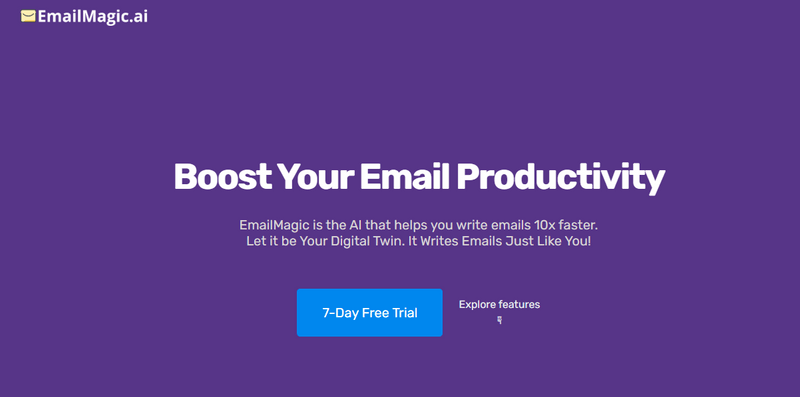 EmailMagic.ai
Boost Your Email Productivity
EmailMagic is the AI that helps you write emails 10x faster.
Let it be Your Digital Twin. It Writes Emails Just Like You!
7-Day Free Trial
Explore features